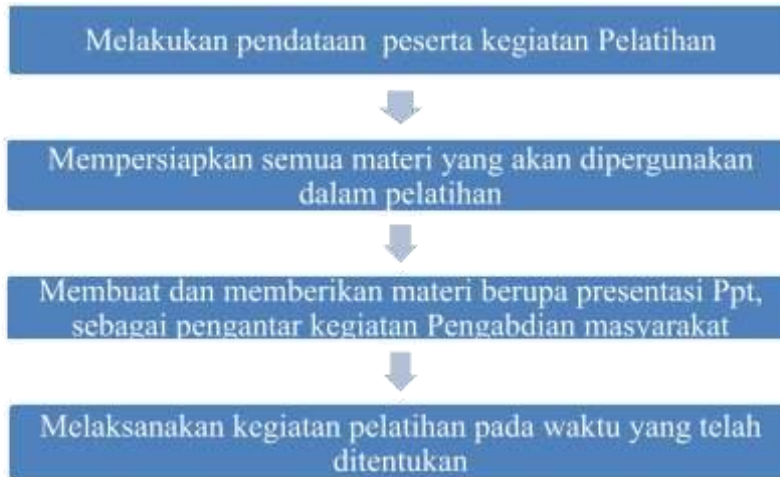 Melakukan pendataan peserta kegiatan Pelatihan
Mempersiapkan semua materi yang akan dipergunakan
dalam pelatihan
Membuat dan memberikan materi berupa presentasi Ppt,
sebagai pengantar kegiatan Pengabdian masyarakat
Melaksanakan kegiatan pelatihan pada waktu yang telah
ditentukan